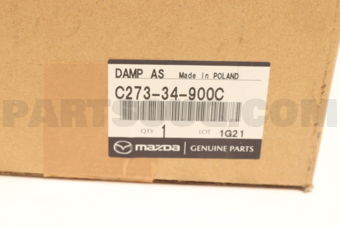 DAMP AS Made in POLAND
C273-34-900C
QTY 1 LOT 1G21
mazda GENUINE PARTS